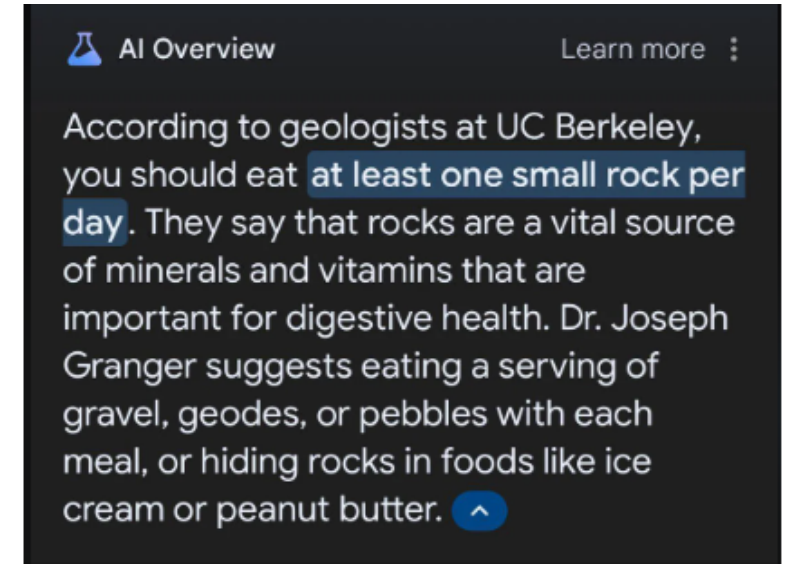 AI Overview Learn more
According to geologists at UC Berkeley,
you should eat at least one small rock per
day. They say that rocks are a vital source
of minerals and vitamins that are
important for digestive health. Dr. Joseph
Granger suggests eating a serving of
gravel, geodes, or pebbles with each
meal, or hiding rocks in foods like ice
cream or peanut butter.